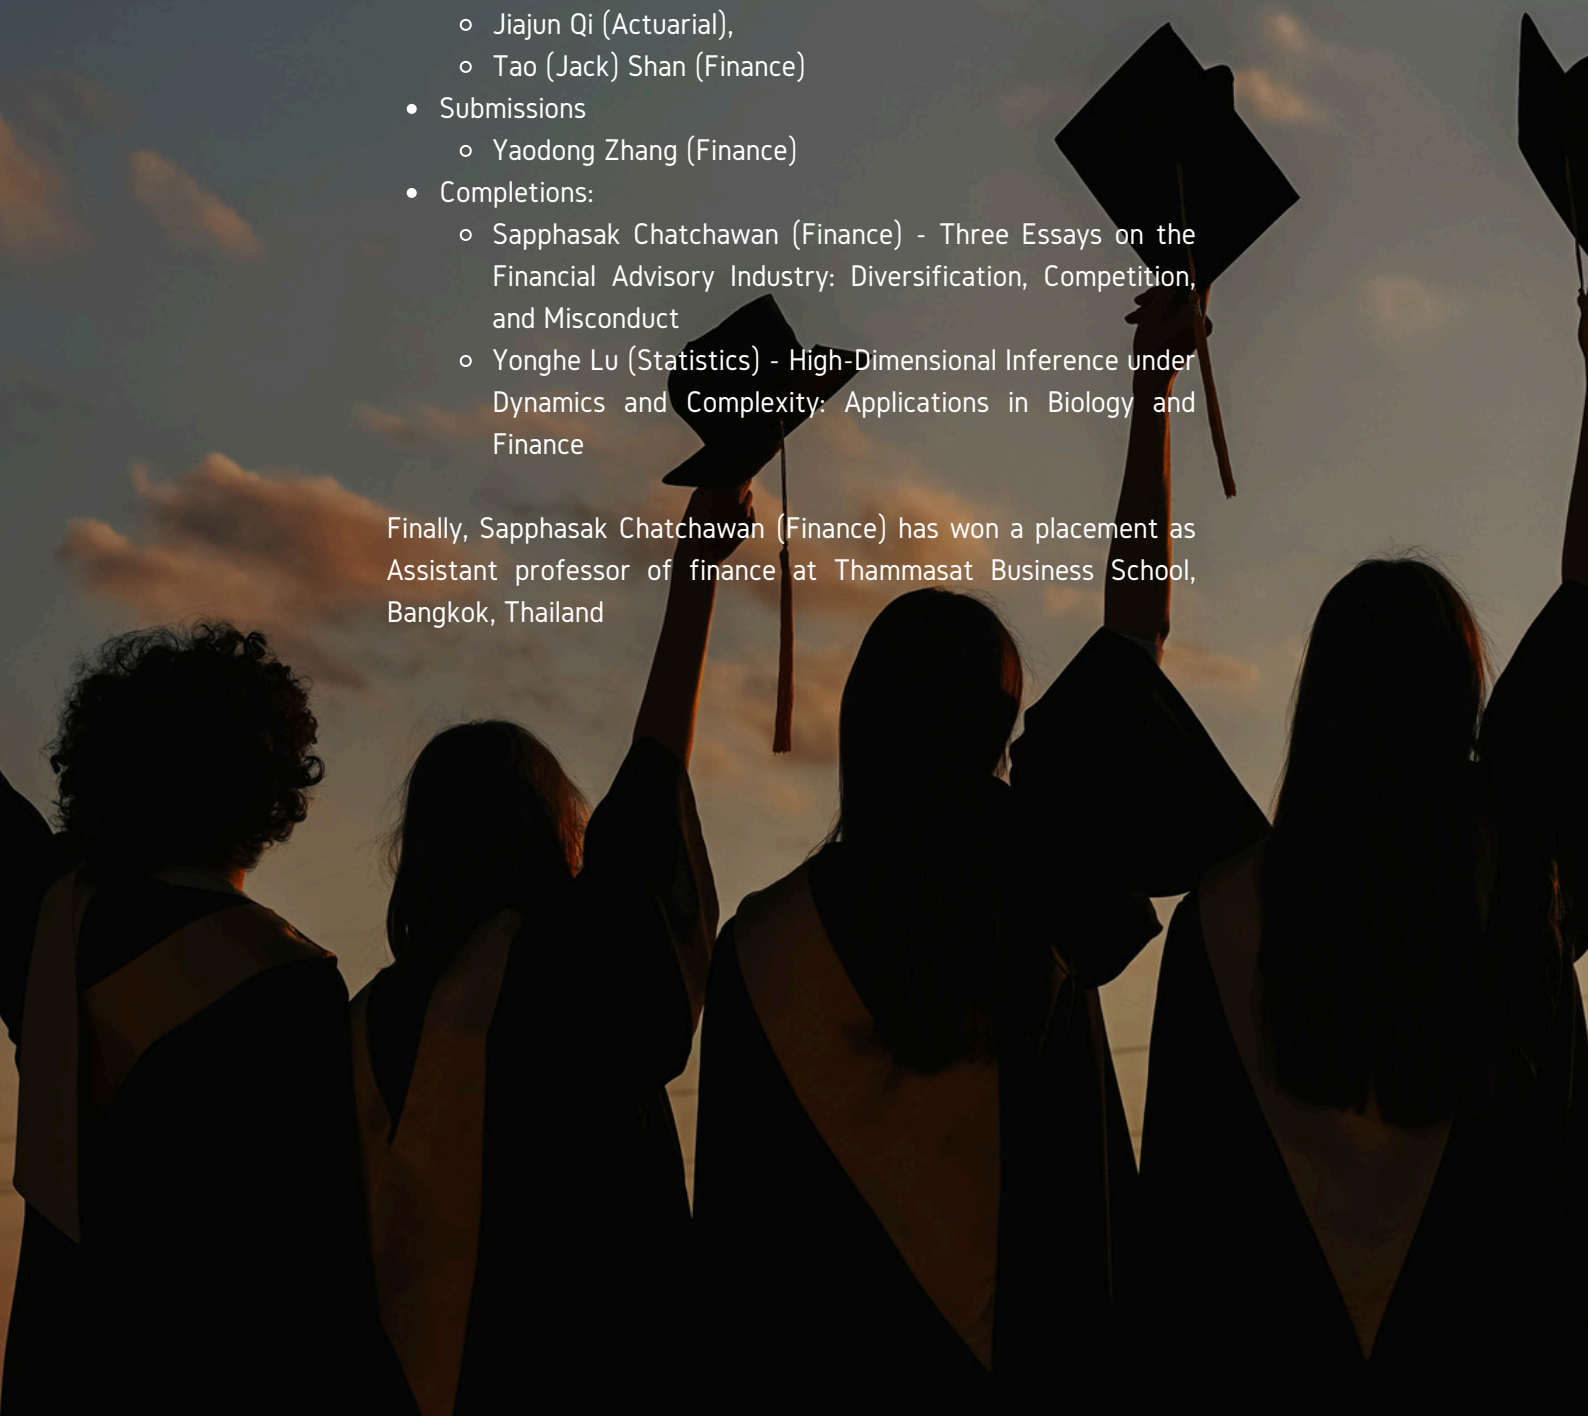 Jiajun Qi (Actuarial),
Tao (Jack) Shan (Finance)
Submissions
Yaodong Zhang (Finance)
Completions:
Sapphasak Chatchawan (Finance) - Three Essays on the
Financial Advisory Industry: Diversification, Competition,
and Misconduct
Yonghe Lu (Statistics) - High-Dimensional Inference under
Dynamics and Complexity: Applications in Biology and
Finance
Finally, Sapphasak Chatchawan (Finance) has won a placement as
Assistant professor of finance at Thammasat Business School,
Bangkok, Thailand